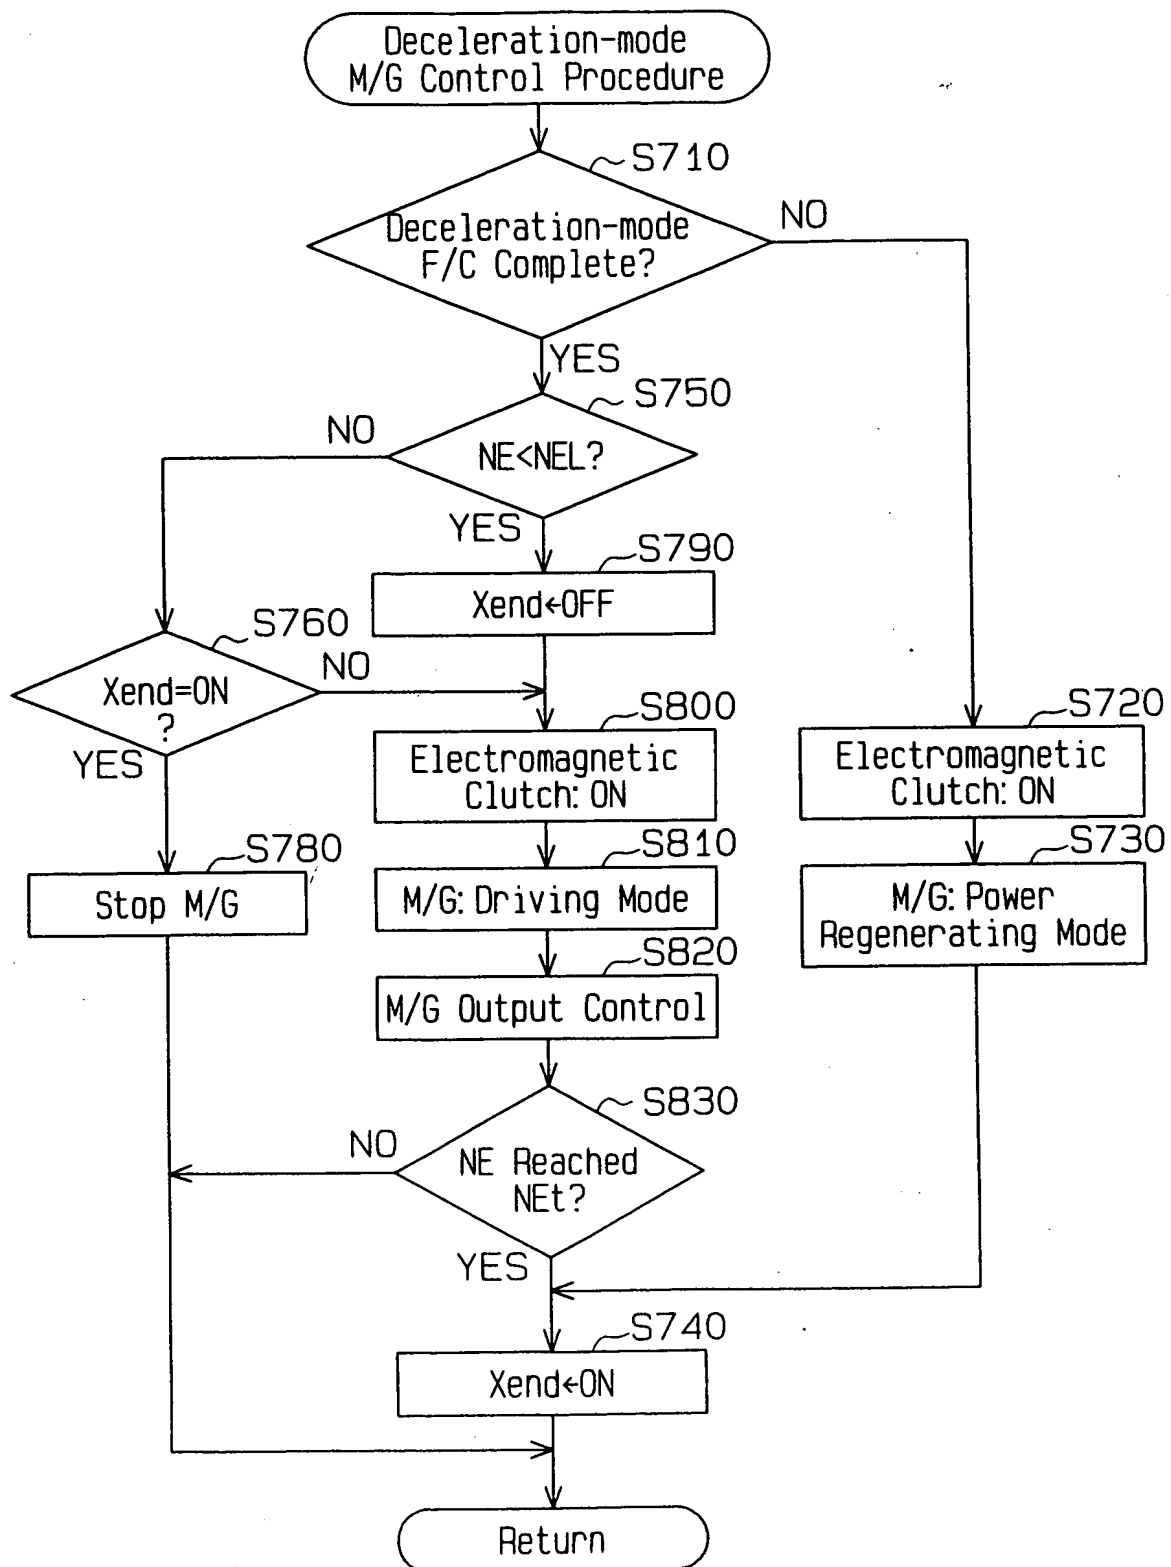 Deceleration-mode
M/G Control Procedure
S710
Deceleration-mode
F/C Complete?
NO
YES
S750
NO
NE<NEL?
YES
S790
Xend←OFF
S760
Xend=ON
?
NO
YES
S800
Electromagnetic
Clutch: ON
S720
Electromagnetic
Clutch: ON
S780
Stop M/G
S810
M/G: Driving Mode
S730
M/G: Power
Regenerating Mode
S820
M/G Output Control
S830
NO
NE Reached
NEt?
YES
S740
Xend←ON
Return